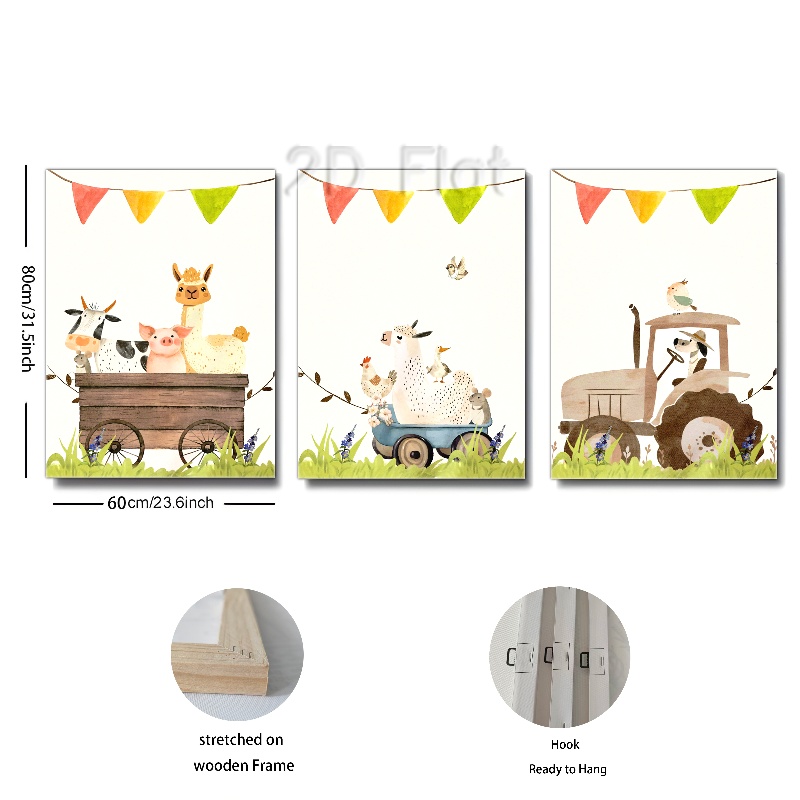 2D Flat
80cm/31.5inch
60cm/23.6inch
stretched on
wooden Frame
Hook
Ready to Hang